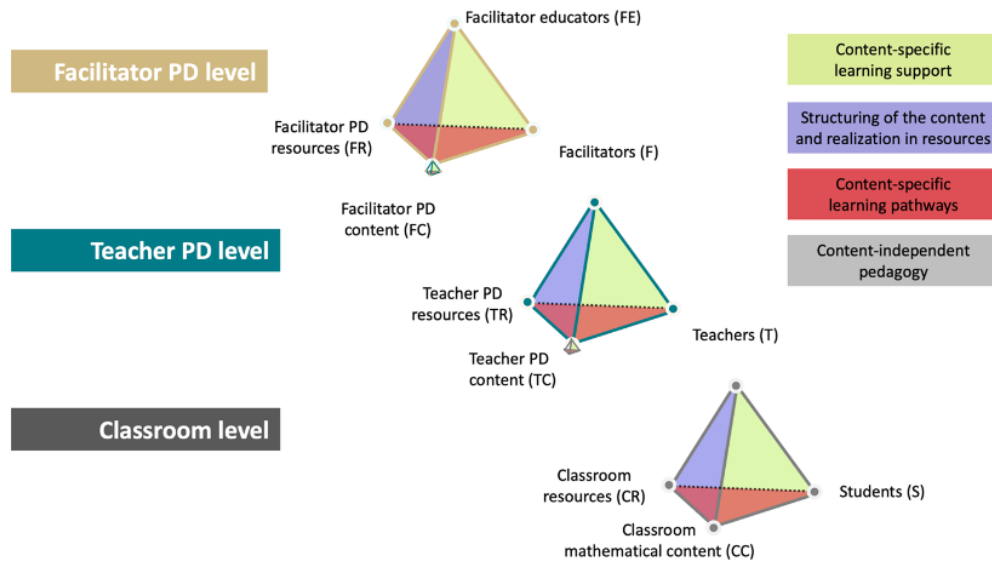 Facilitator educators (FE)
Facilitator PD level
Content-specific
learning support
Facilitator PD
resources (FR)
Facilitators (F)
Structuring of the content
and realization in resources
Facilitator PD
content (FC)
Content-specific
learning pathways
Teacher PD level
Content-independent
pedagogy
Teacher PD
resources (TR)
Teachers (T)
Teacher PD
content (TC)
Classroom level
Classroom
resources (CR)
Students (S)
Classroom
mathematical content (CC)